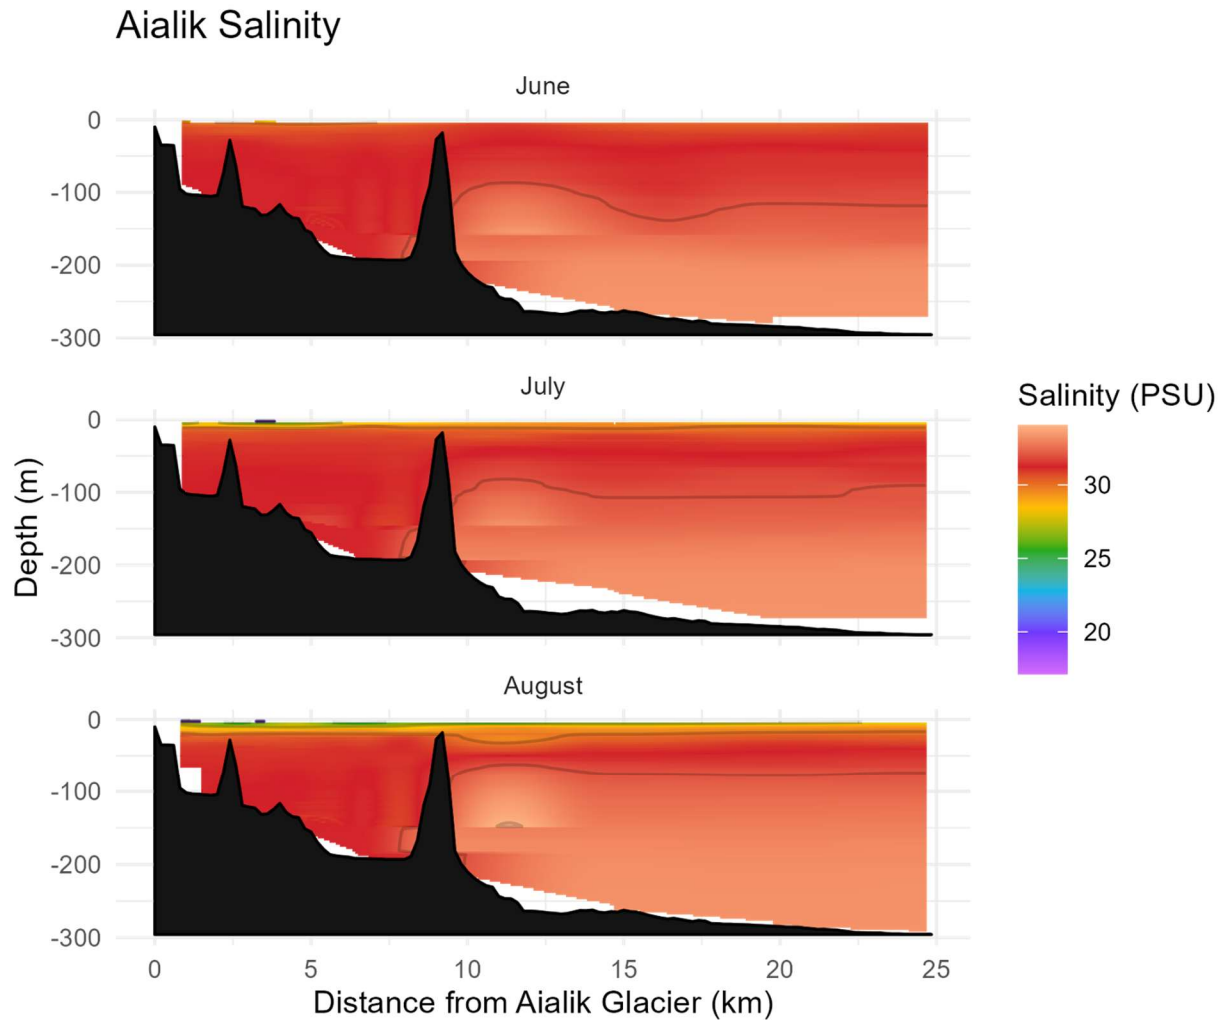 Aialik Salinity
June
0
-100
-200
-300
July
0
-100
-200
-300
August
0
-100
-200
-300
0 5 10 15 20 25
Distance from Aialik Glacier (km)
Depth (m)
Salinity (PSU)
30
25
20